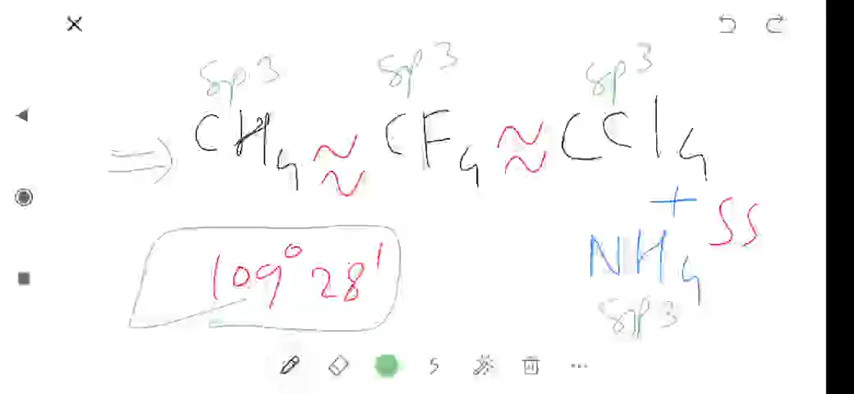 sp3 sp3 sp3
⇒ CH4 ≈ CF4 ≈ CCl4
+ SS
109° 28' NH4
sp3
S